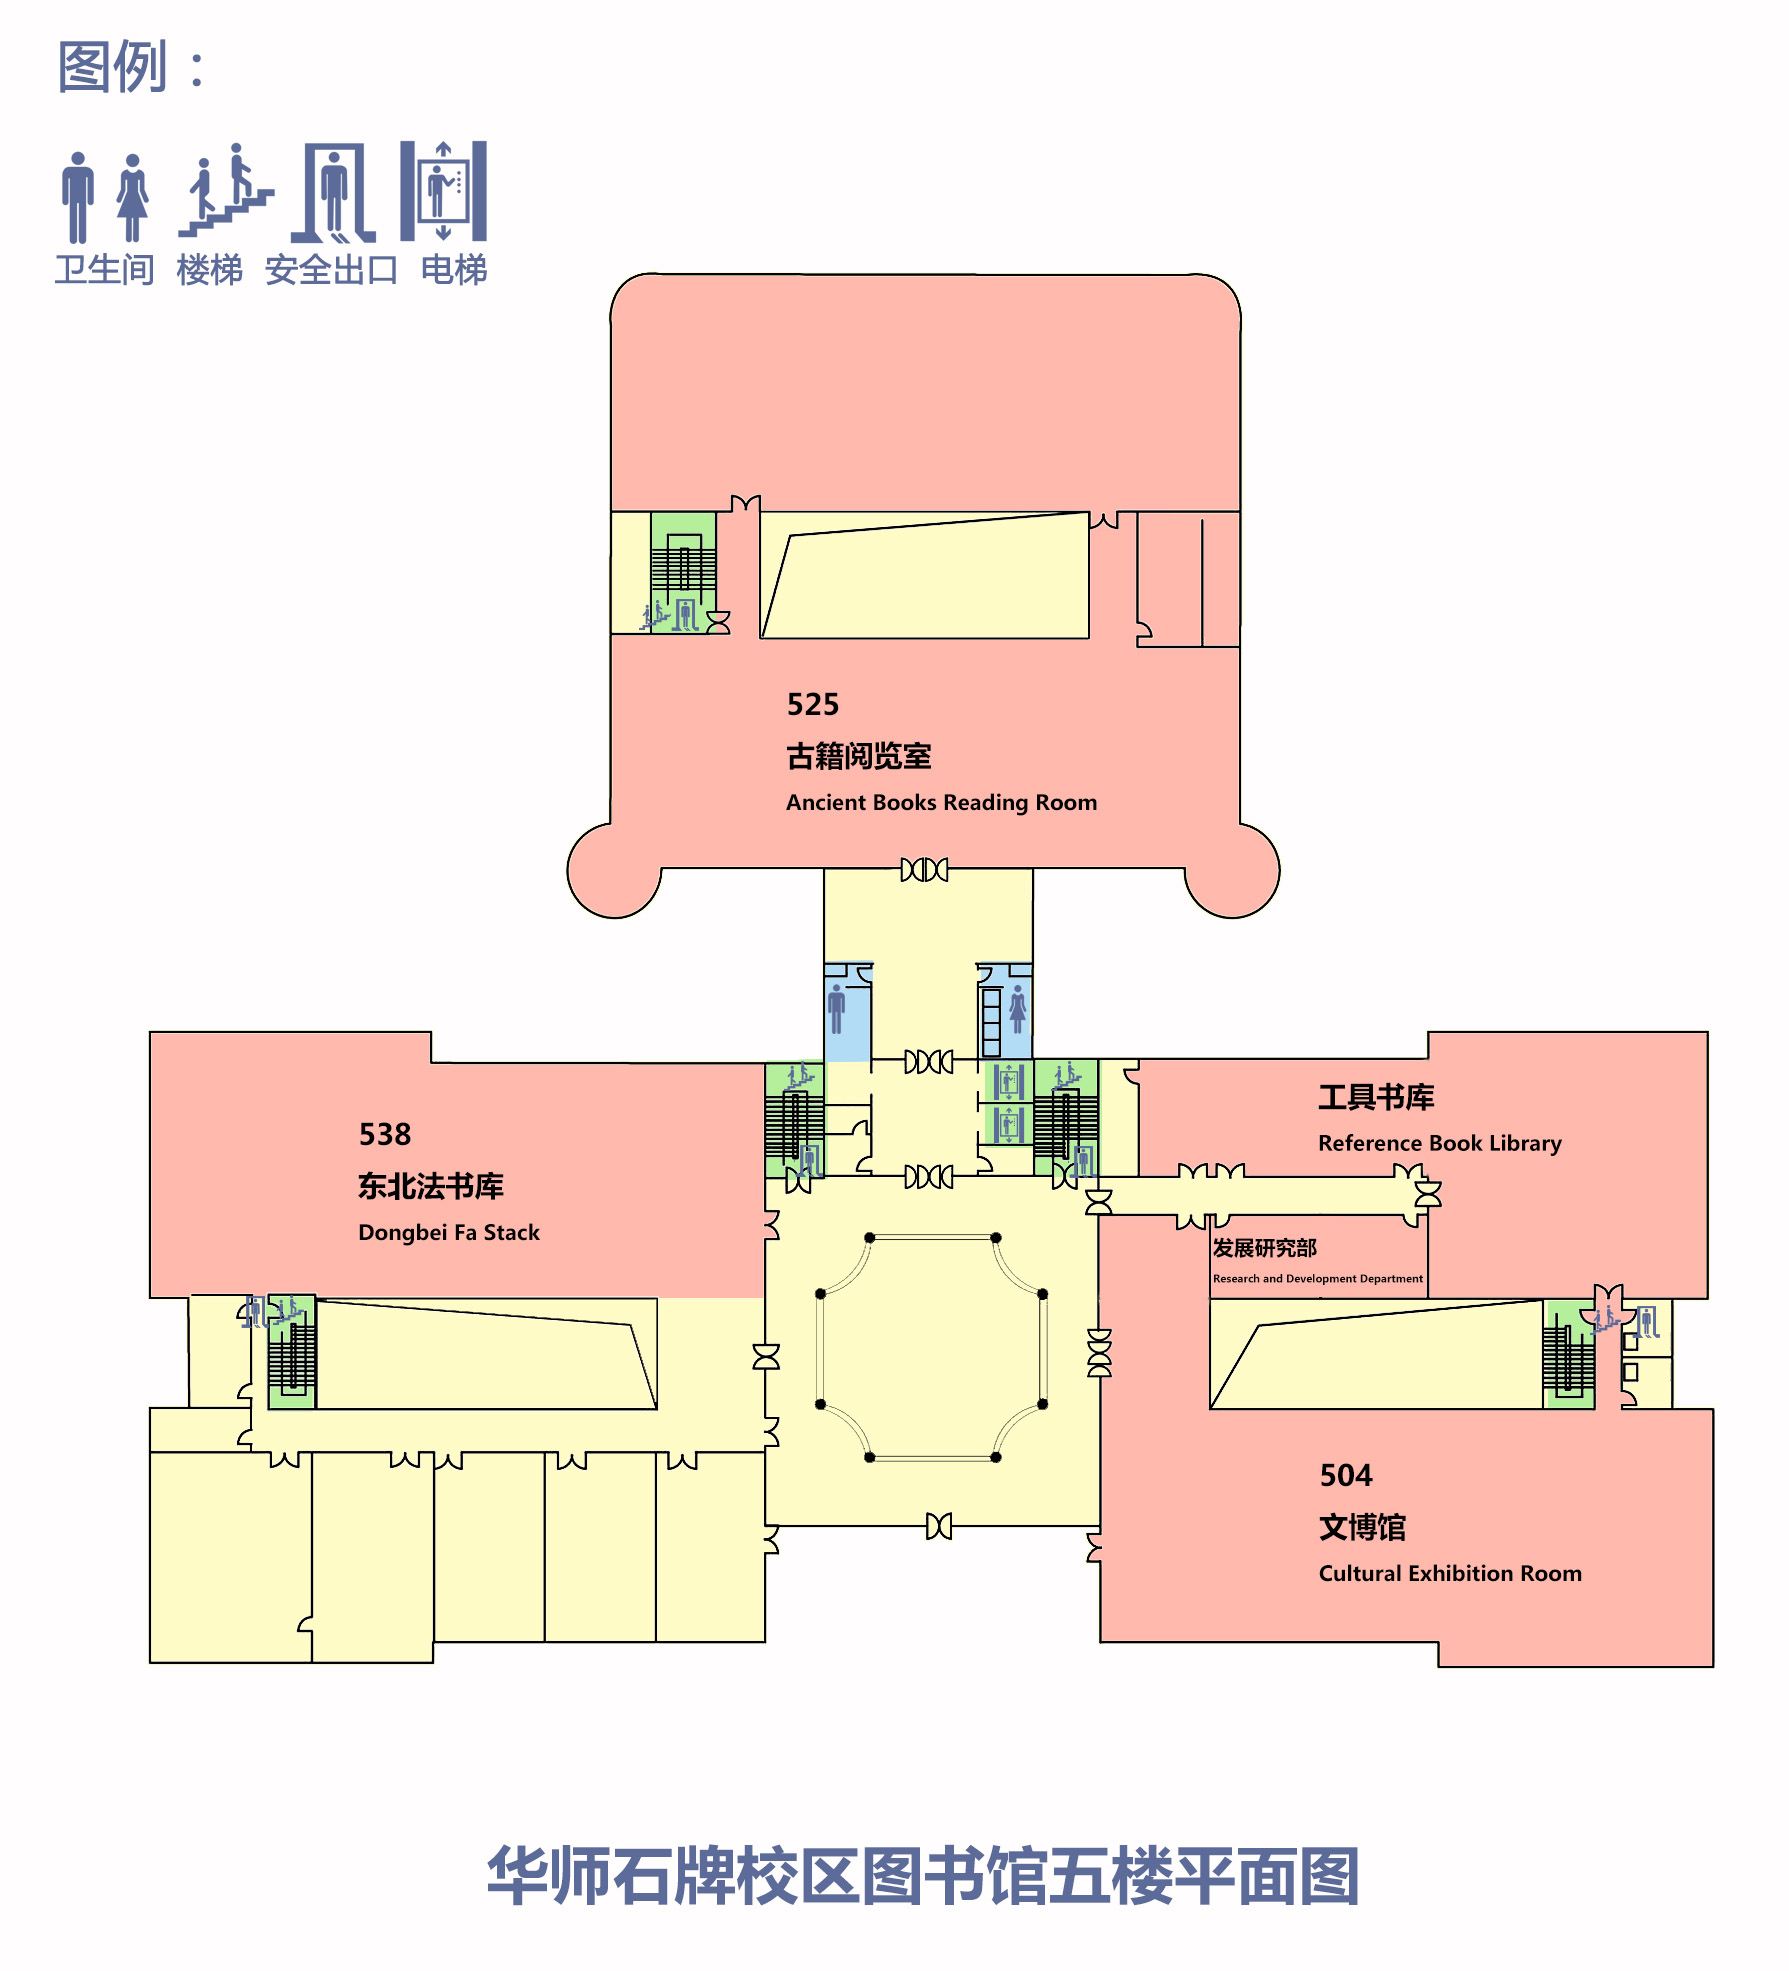 图例：
卫生间 楼梯 安全出口 电梯
525
古籍阅览室
Ancient Books Reading Room
538
东北法书库
Dongbei Fa Stack
工具书库
Reference Book Library
发展研究部
Research and Development Department
504
文博馆
Cultural Exhibition Room
华师石牌校区图书馆五楼平面图